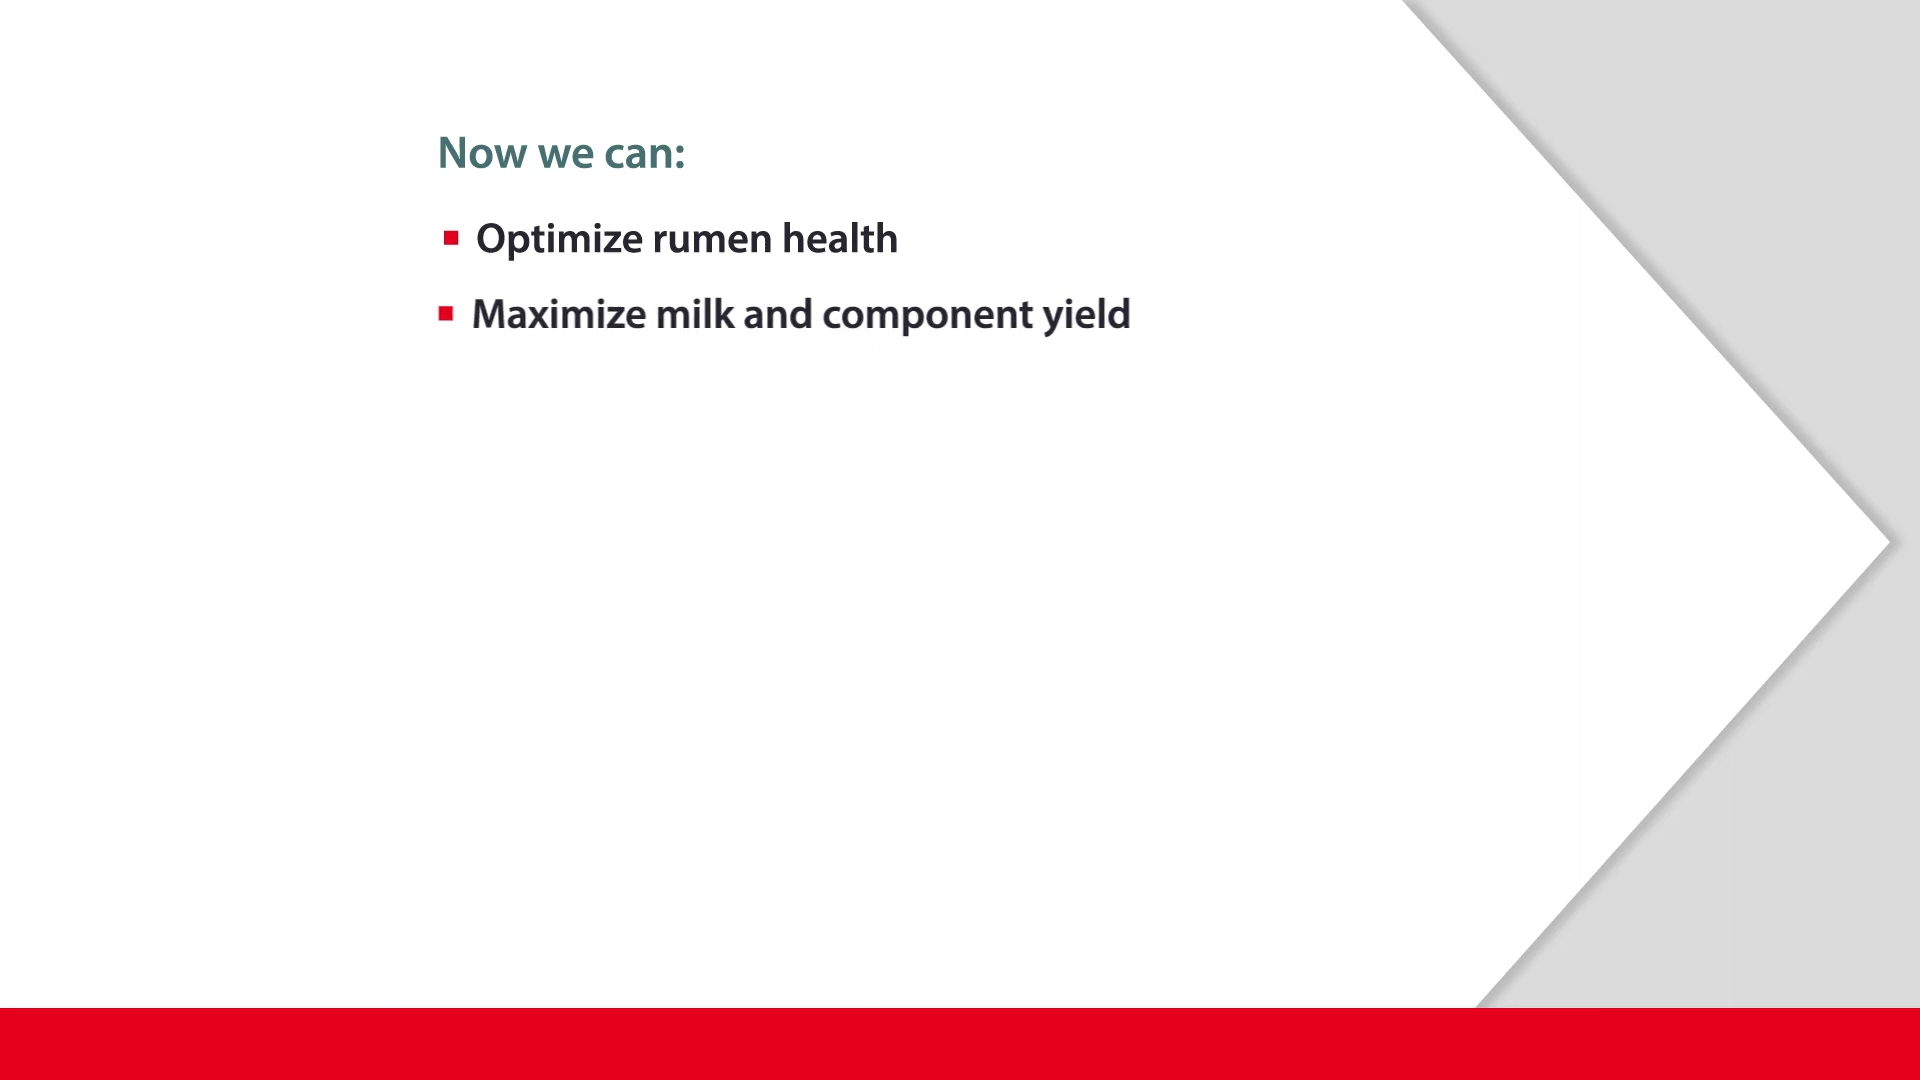 Now we can:
▪ Optimize rumen health
▪ Maximize milk and component yield